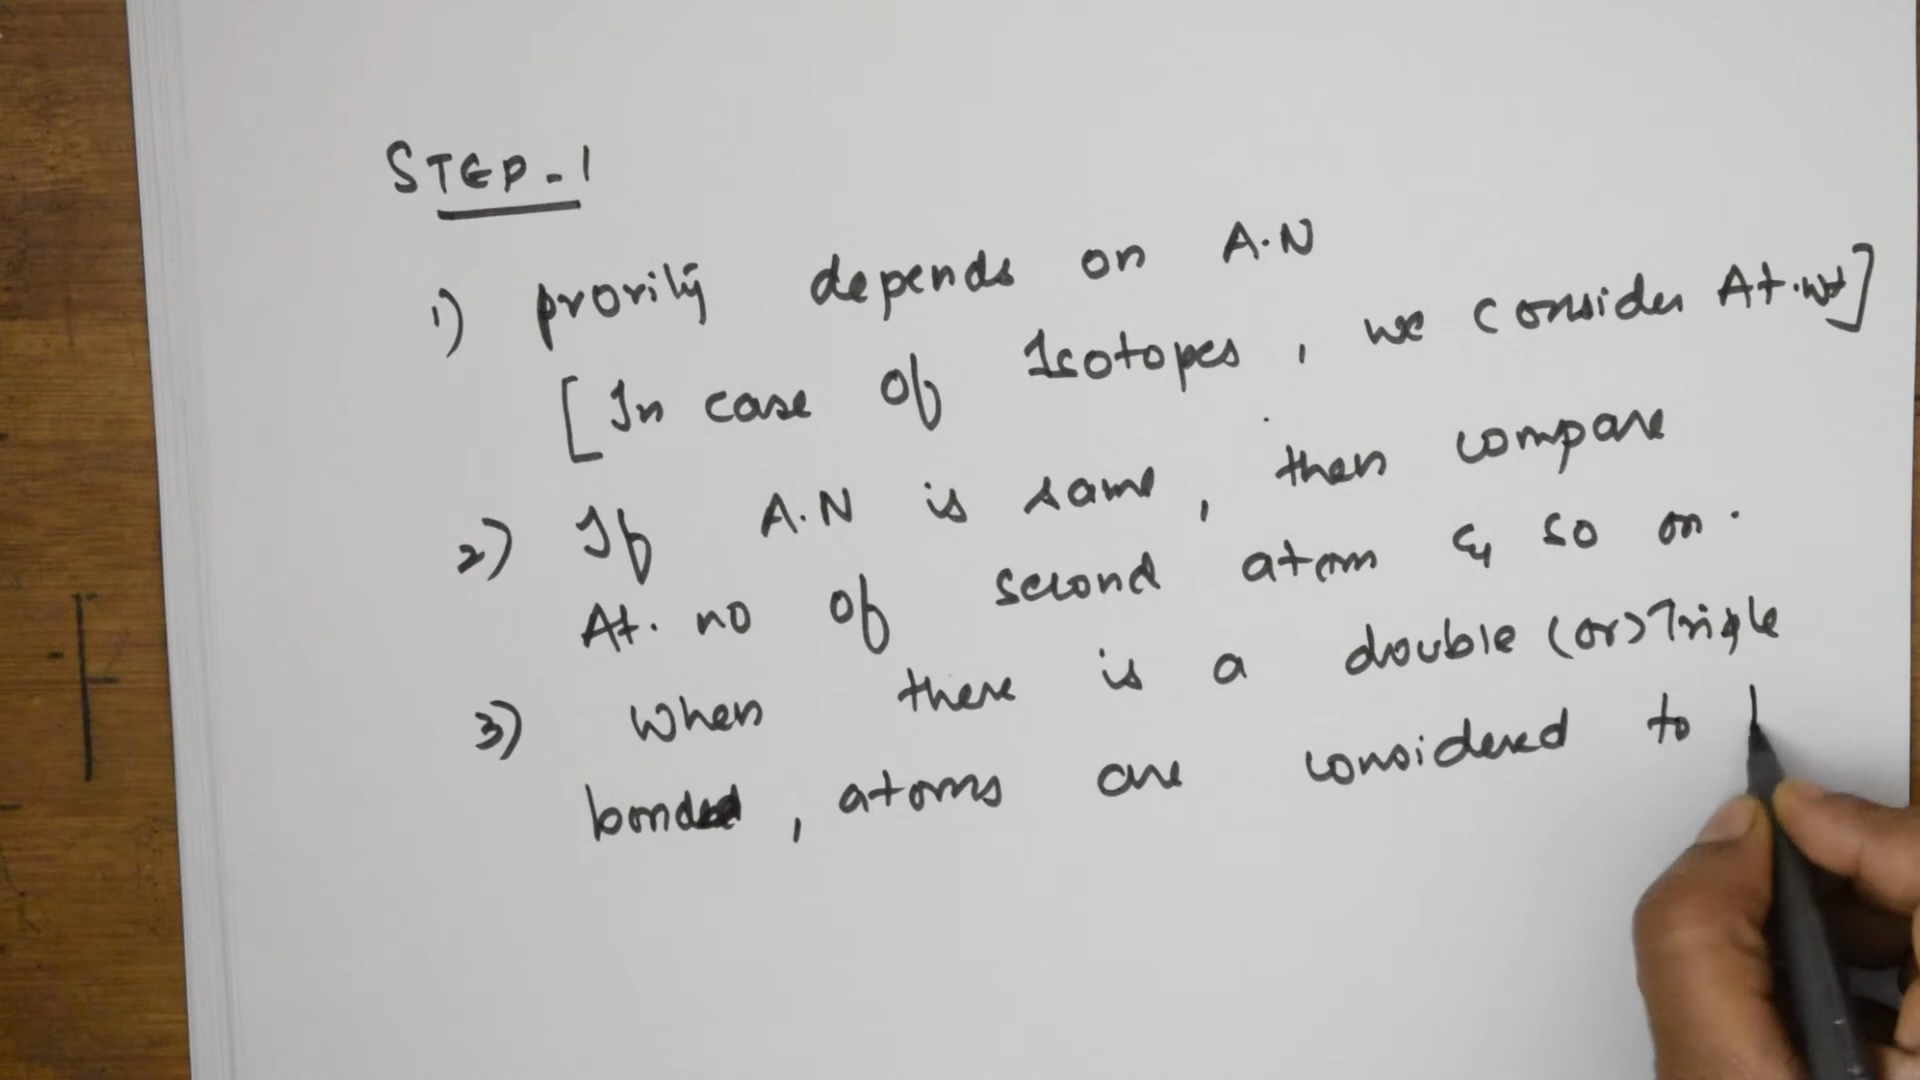 STEP-1
1) prority depends on A.N
[In case of Isotopes, we consider At.wt]
2) If A.N is same, then compare
At. no of second atom & so on.
3) When there is a double (or) Triple
bonded, atoms are considered to